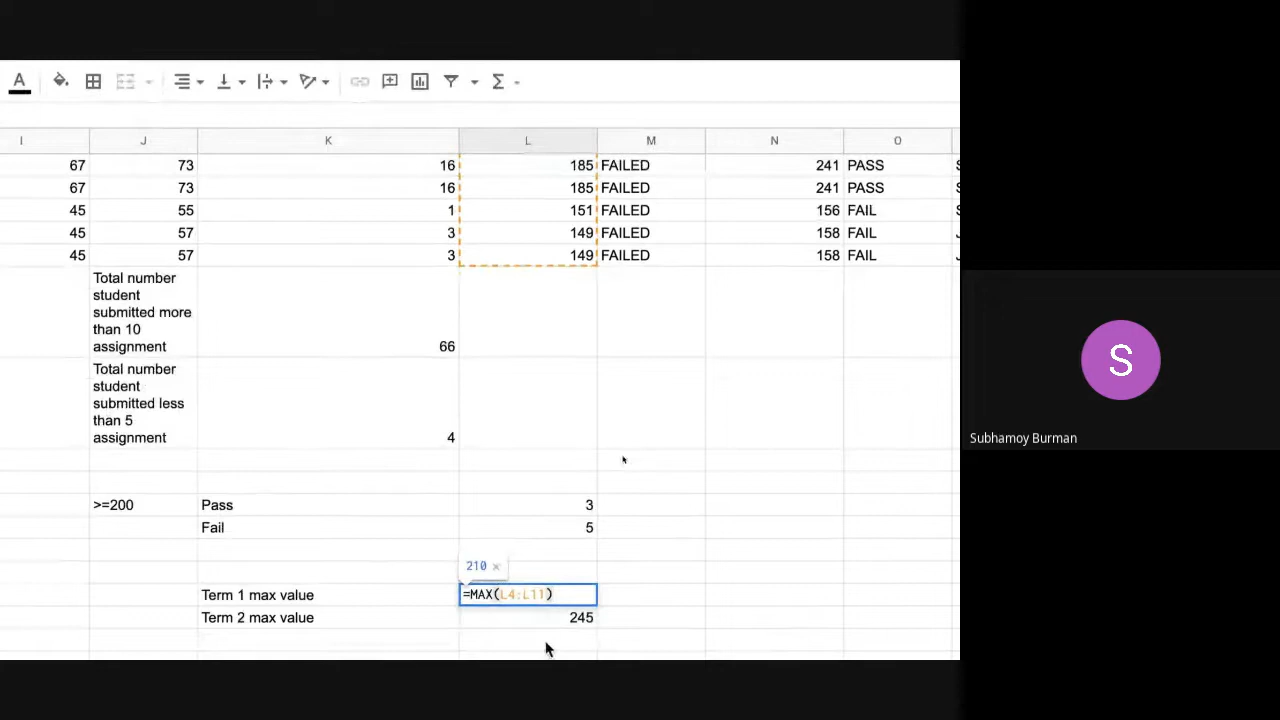 A
I J K L M N O
67 73 16 185 FAILED 241 PASS
67 73 16 185 FAILED 241 PASS
45 55 1 151 FAILED 156 FAIL
45 57 3 149 FAILED 158 FAIL
45 57 3 149 FAILED 158 FAIL
Total number
student
submitted more
than 10
assignment 66
Total number
student
submitted less
than 5
assignment 4
>=200 Pass 3
Fail 5
210 ×
Term 1 max value =MAX(L4:L11)
Term 2 max value 245
S
Subhamoy Burman